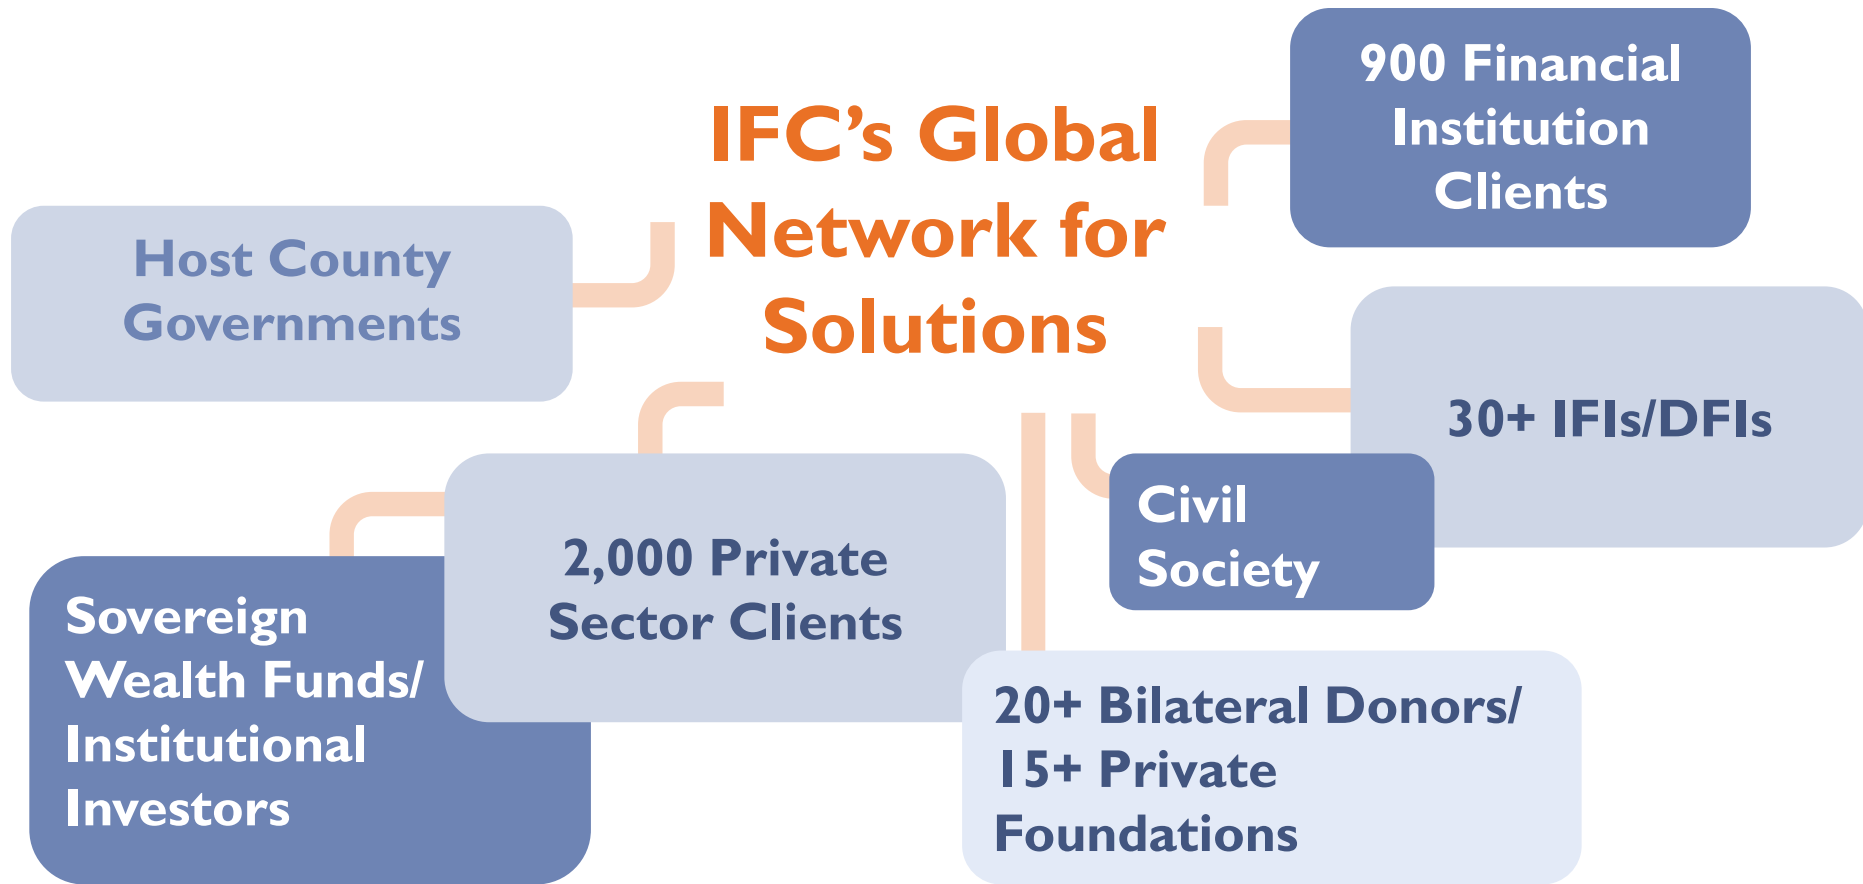 IFC’s Global
Network for
Solutions
900 Financial
Institution
Clients
Host County
Governments
30+ IFIs/DFIs
Civil
Society
2,000 Private
Sector Clients
Sovereign
Wealth Funds/
Institutional
Investors
20+ Bilateral Donors/
15+ Private
Foundations